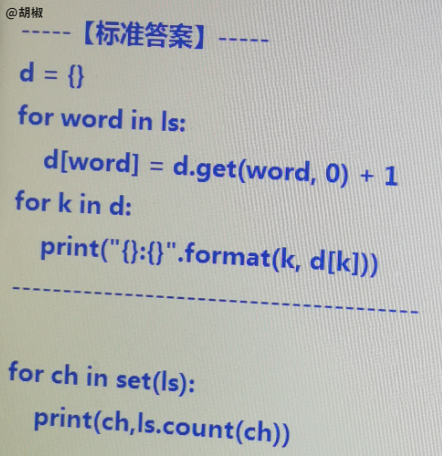 @胡椒
-----【标准答案】-----
d = {}
for word in ls:
    d[word] = d.get(word, 0) + 1
for k in d:
    print("{}:{}".format(k, d[k]))
----------------------------------------
for ch in set(ls):
    print(ch,ls.count(ch))